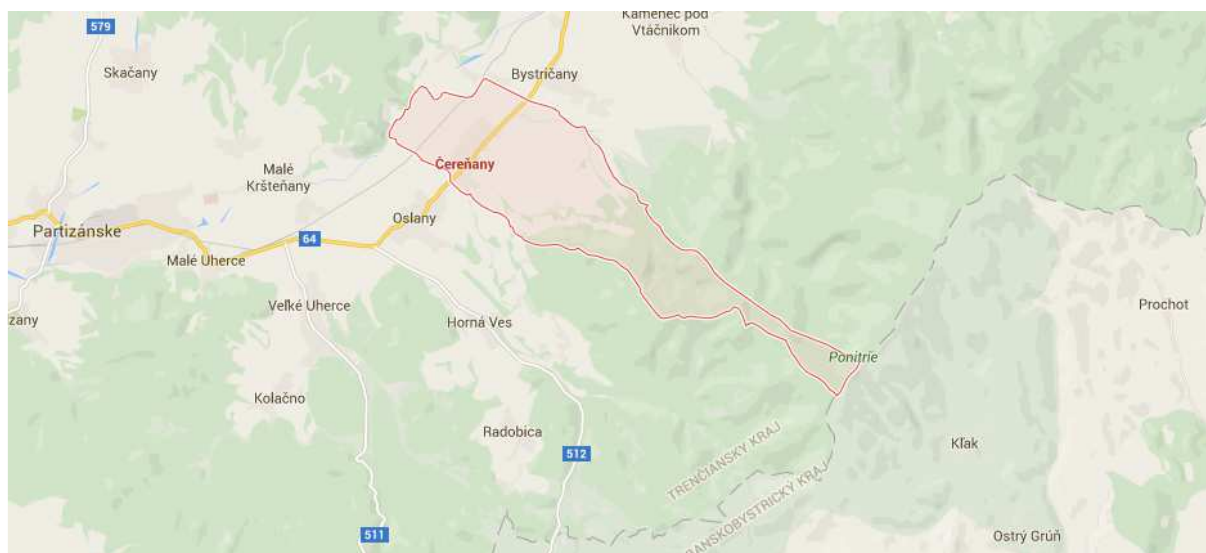 579
Kamenec pod
Vtáčnikom
Skačany
Bystričany
Čereňany
Malé
Kršteňany
Oslany
Partizánske
64
Malé Uherce
Veľké Uherce
Horná Ves
Prochot
zany
Ponitrie
Kolačno
Radobica
512
Kľak
TRENČIANSKY KRAJ
ANSKOBYSTRICKÝ KRAJ
511
Ostrý Grúň